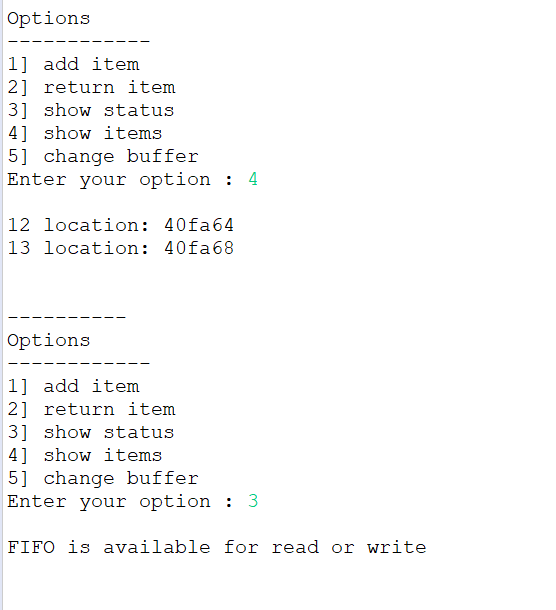 Options
------------
1] add item
2] return item
3] show status
4] show items
5] change buffer
Enter your option : 4
12 location: 40fa64
13 location: 40fa68
----------
Options
------------
1] add item
2] return item
3] show status
4] show items
5] change buffer
Enter your option : 3
FIFO is available for read or write